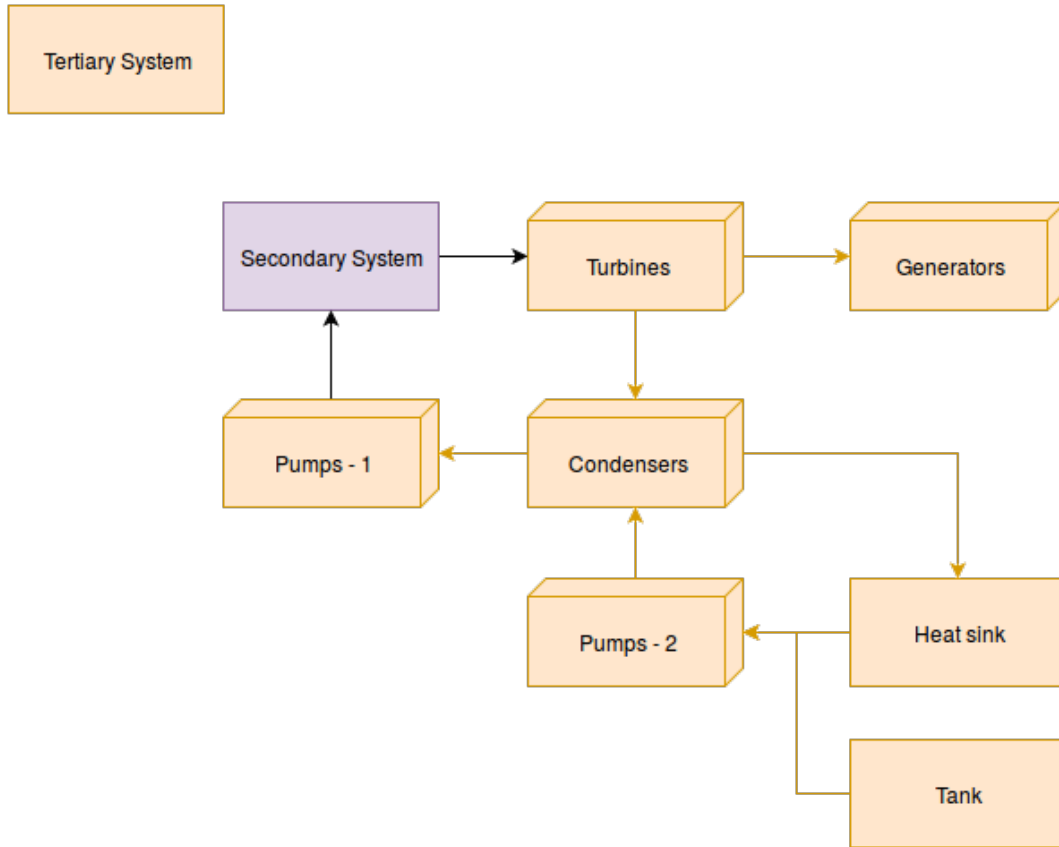 Tertiary System
Secondary System
Turbines
Generators
Pumps - 1
Condensers
Pumps - 2
Heat sink
Tank